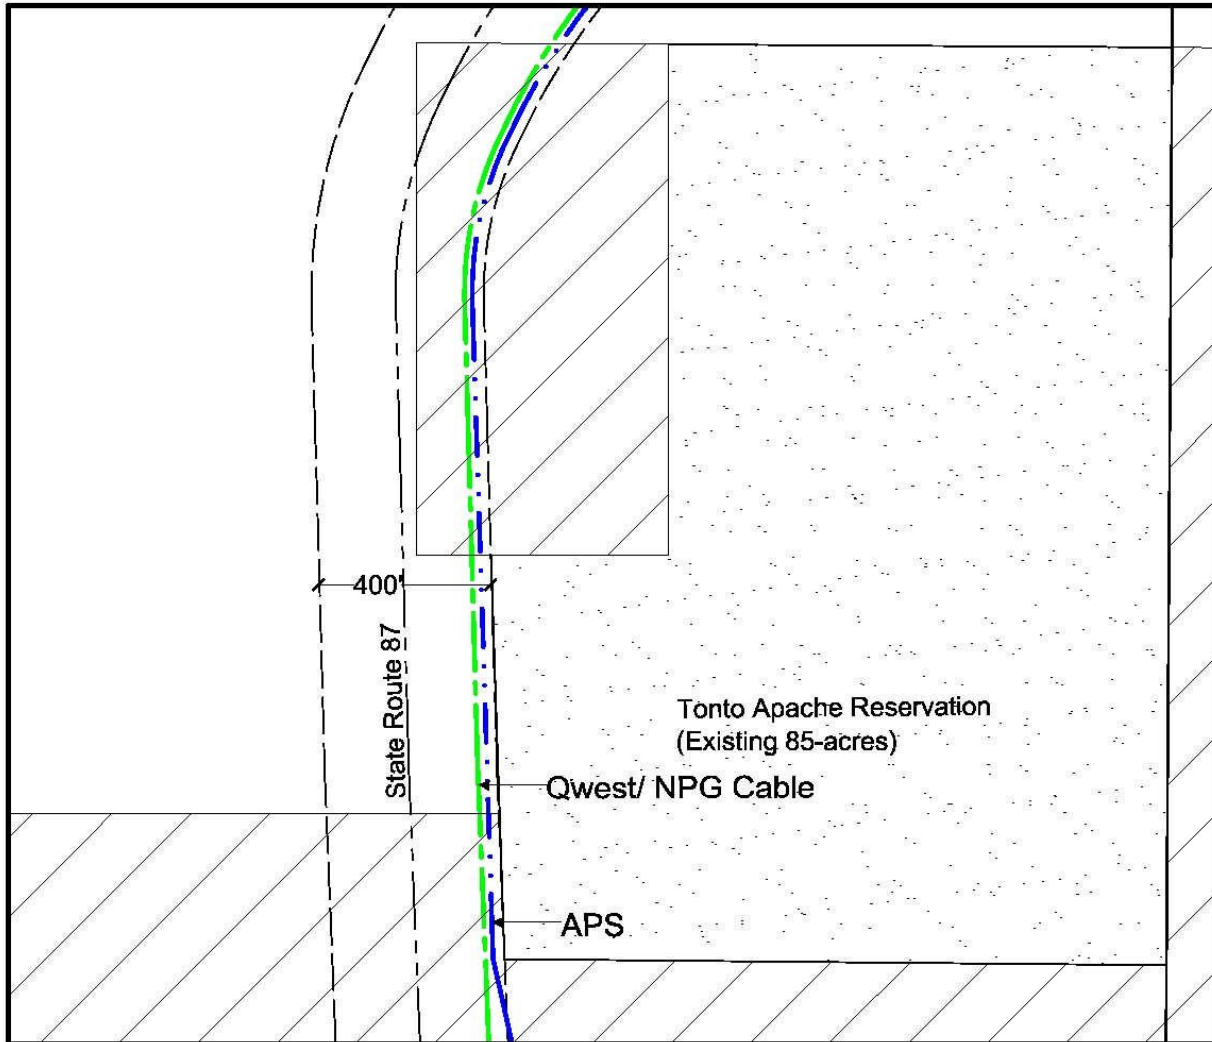 400'
State Route 87
Tonto Apache Reservation
(Existing 85-acres)
Qwest/ NPG Cable
APS